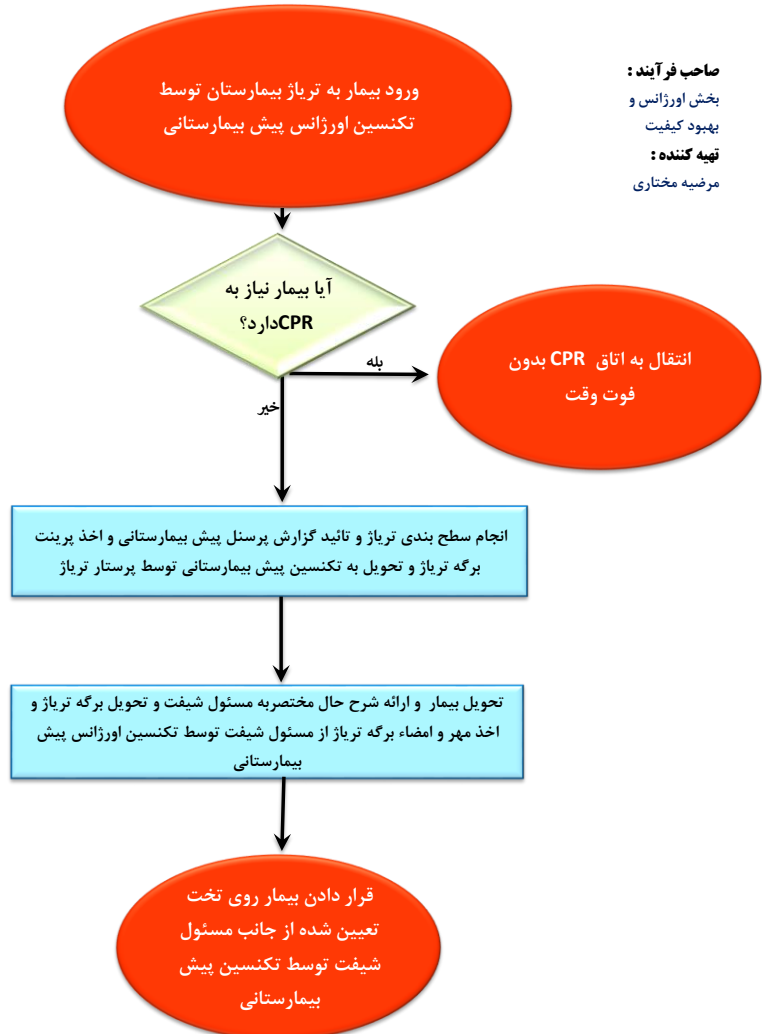 صاحب فرآیند :
بخش اورژانس و
بهبود کیفیت
تهیه کننده :
مرضیه مختاری
ورود بیمار به تریاژ بیمارستان توسط
تکنسین اورژانس پیش بیمارستانی
آیا بیمار نیاز به
CPRدارد؟
بله
انتقال به اتاق CPR بدون
فوت وقت
خیر
انجام سطح بندی تریاژ و تائید گزارش پرسنل پیش بیمارستانی و اخذ پرینت
برگه تریاژ و تحویل به تکنسین پیش بیمارستانی توسط پرستار تریاژ
تحویل بیمار و ارائه شرح حال مختصربه مسئول شیفت و تحویل برگه تریاژ و
اخذ مهر و امضاء برگه تریاژ از مسئول شیفت توسط تکنسین اورژانس پیش
بیمارستانی
قرار دادن بیمار روی تخت
تعیین شده از جانب مسئول
شیفت توسط تکنسین پیش
بیمارستانی